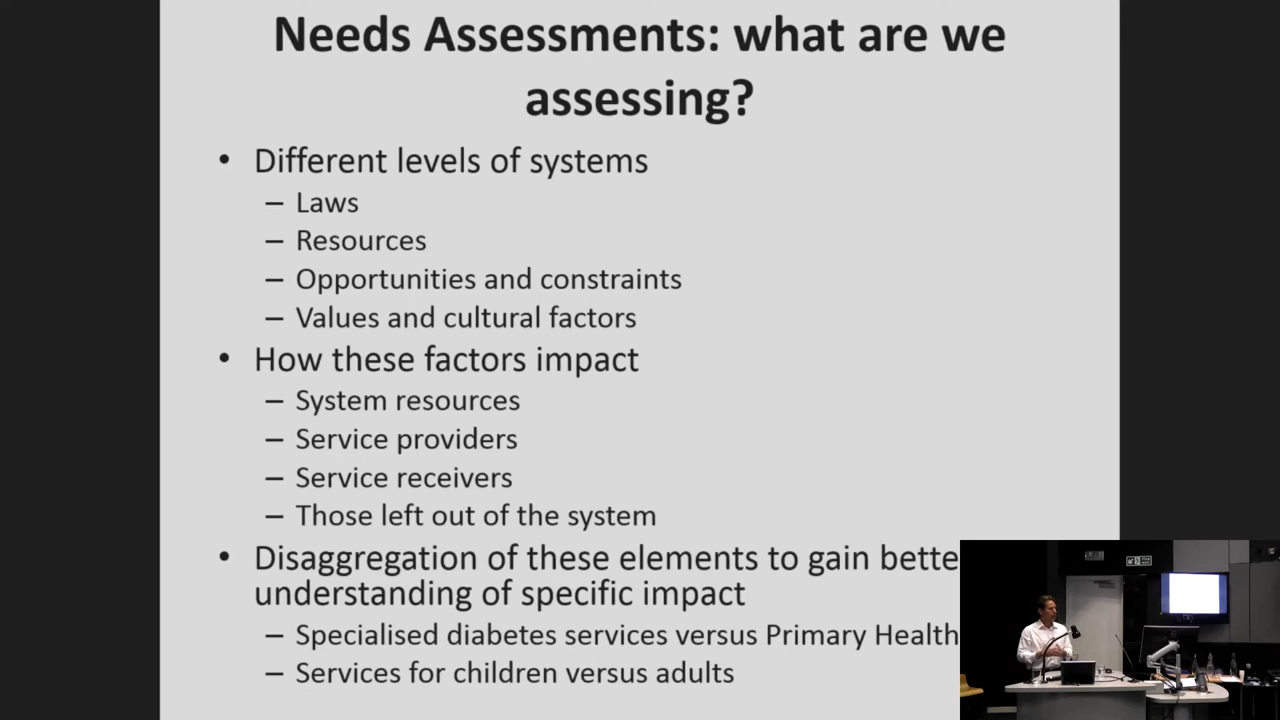 Needs Assessments: what are we
assessing?
• Different levels of systems
– Laws
– Resources
– Opportunities and constraints
– Values and cultural factors
• How these factors impact
– System resources
– Service providers
– Service receivers
– Those left out of the system
• Disaggregation of these elements to gain bette
understanding of specific impact
– Specialised diabetes services versus Primary Health
– Services for children versus adults